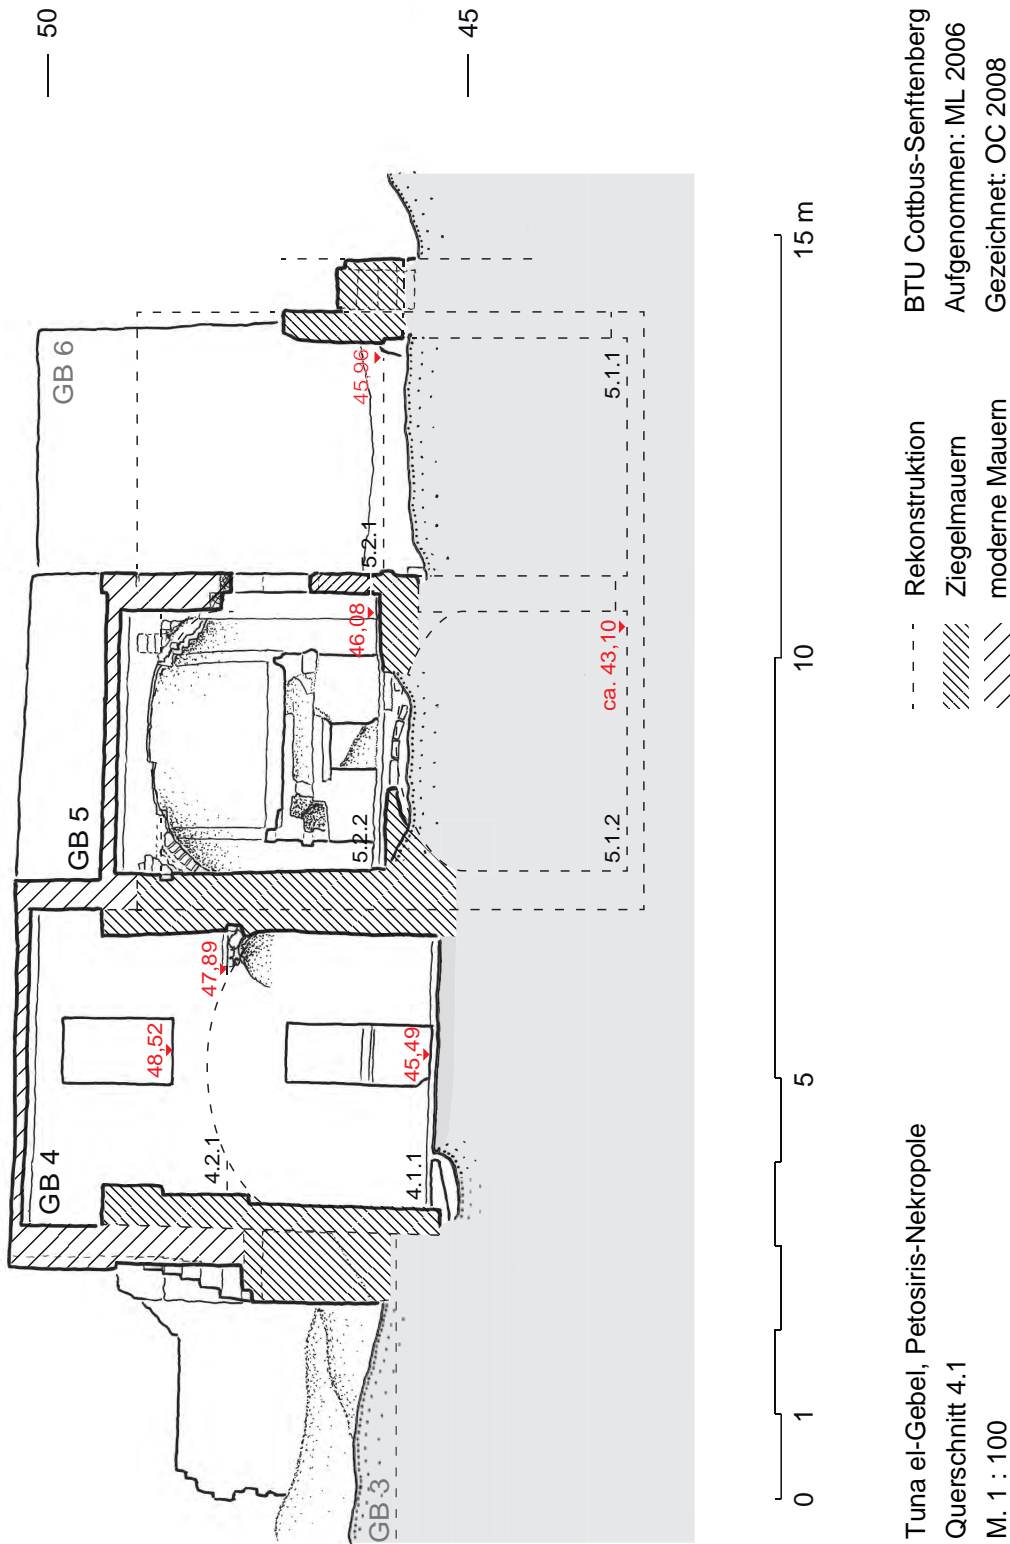 50
45
GB 6
GB 5
GB 4
GB 3
48,52
47,89
45,49
4.2.1
4.1.1
5.2.2
46,08
5.2.1
45,96
5.1.2
ca. 43,10
5.1.1
0
1
5
10
15 m
Tuna el-Gebel, Petosiris-Nekropole
Querschnitt 4.1
M. 1 : 100
Rekonstruktion
Ziegelmauern
moderne Mauern
BTU Cottbus-Senftenberg
Aufgenommen: ML 2006
Gezeichnet: OC 2008